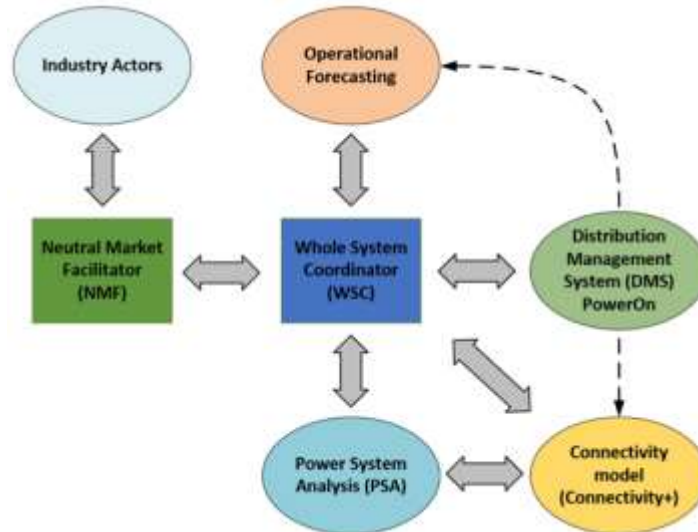 Industry Actors
Operational
Forecasting
Neutral Market
Facilitator
(NMF)
Whole System
Coordinator
(WSC)
Distribution
Management
System (DMS)
PowerOn
Power System
Analysis (PSA)
Connectivity
model
(Connectivity+)